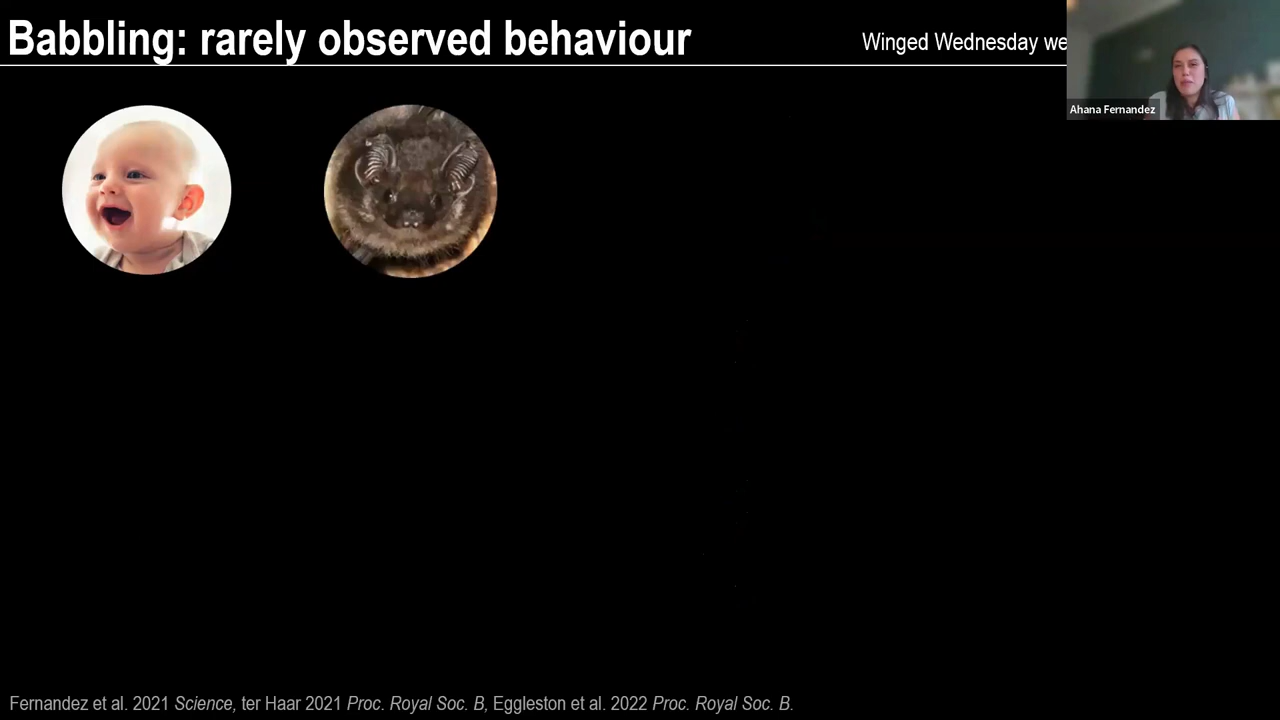 Babbling: rarely observed behaviour
Winged Wednesday we
Ahana Fernandez
Fernandez et al. 2021 Science, ter Haar 2021 Proc. Royal Soc. B, Eggleston et al. 2022 Proc. Royal Soc. B.